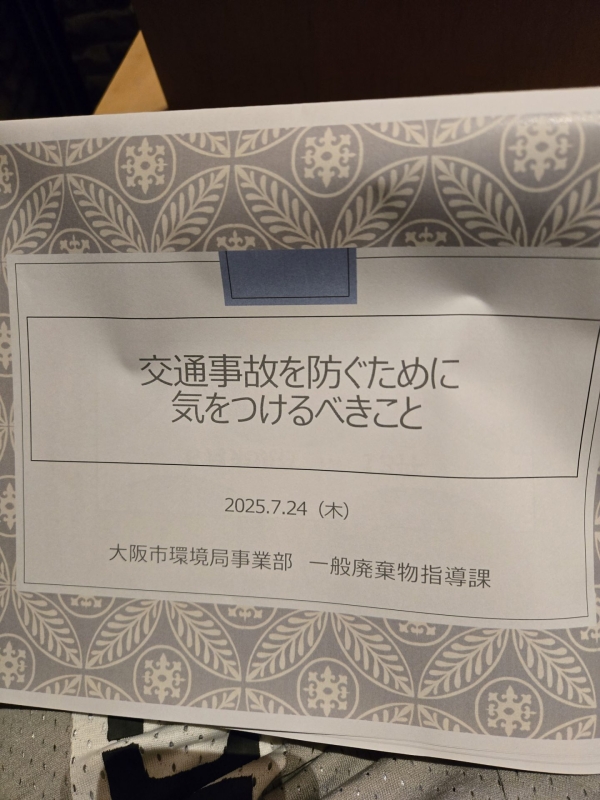 交通事故を防ぐために
気をつけるべきこと
2025.7.24（木）
大阪市環境局事業部　一般廃棄物指導課